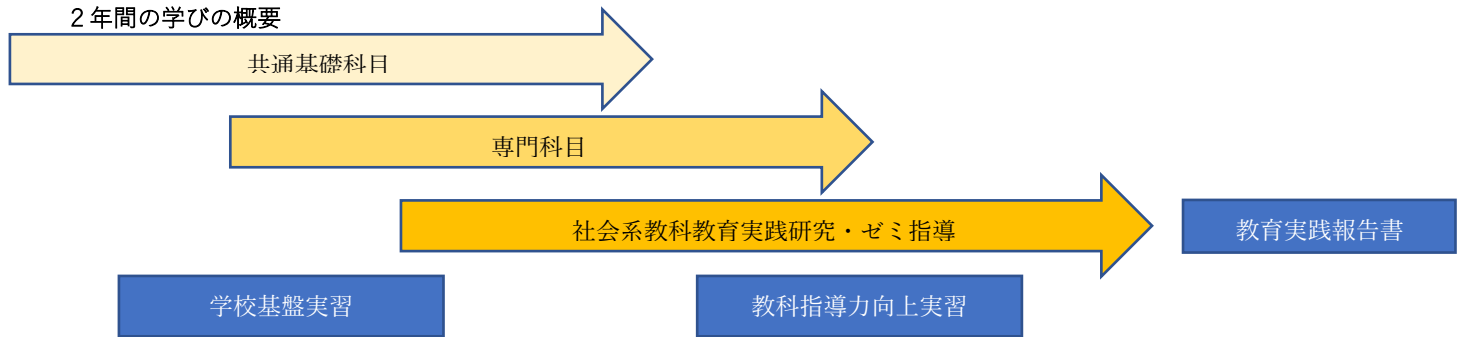 ２年間の学びの概要
共通基礎科目
専門科目
社会系教科教育実践研究・ゼミ指導
教育実践報告書
学校基盤実習
教科指導力向上実習